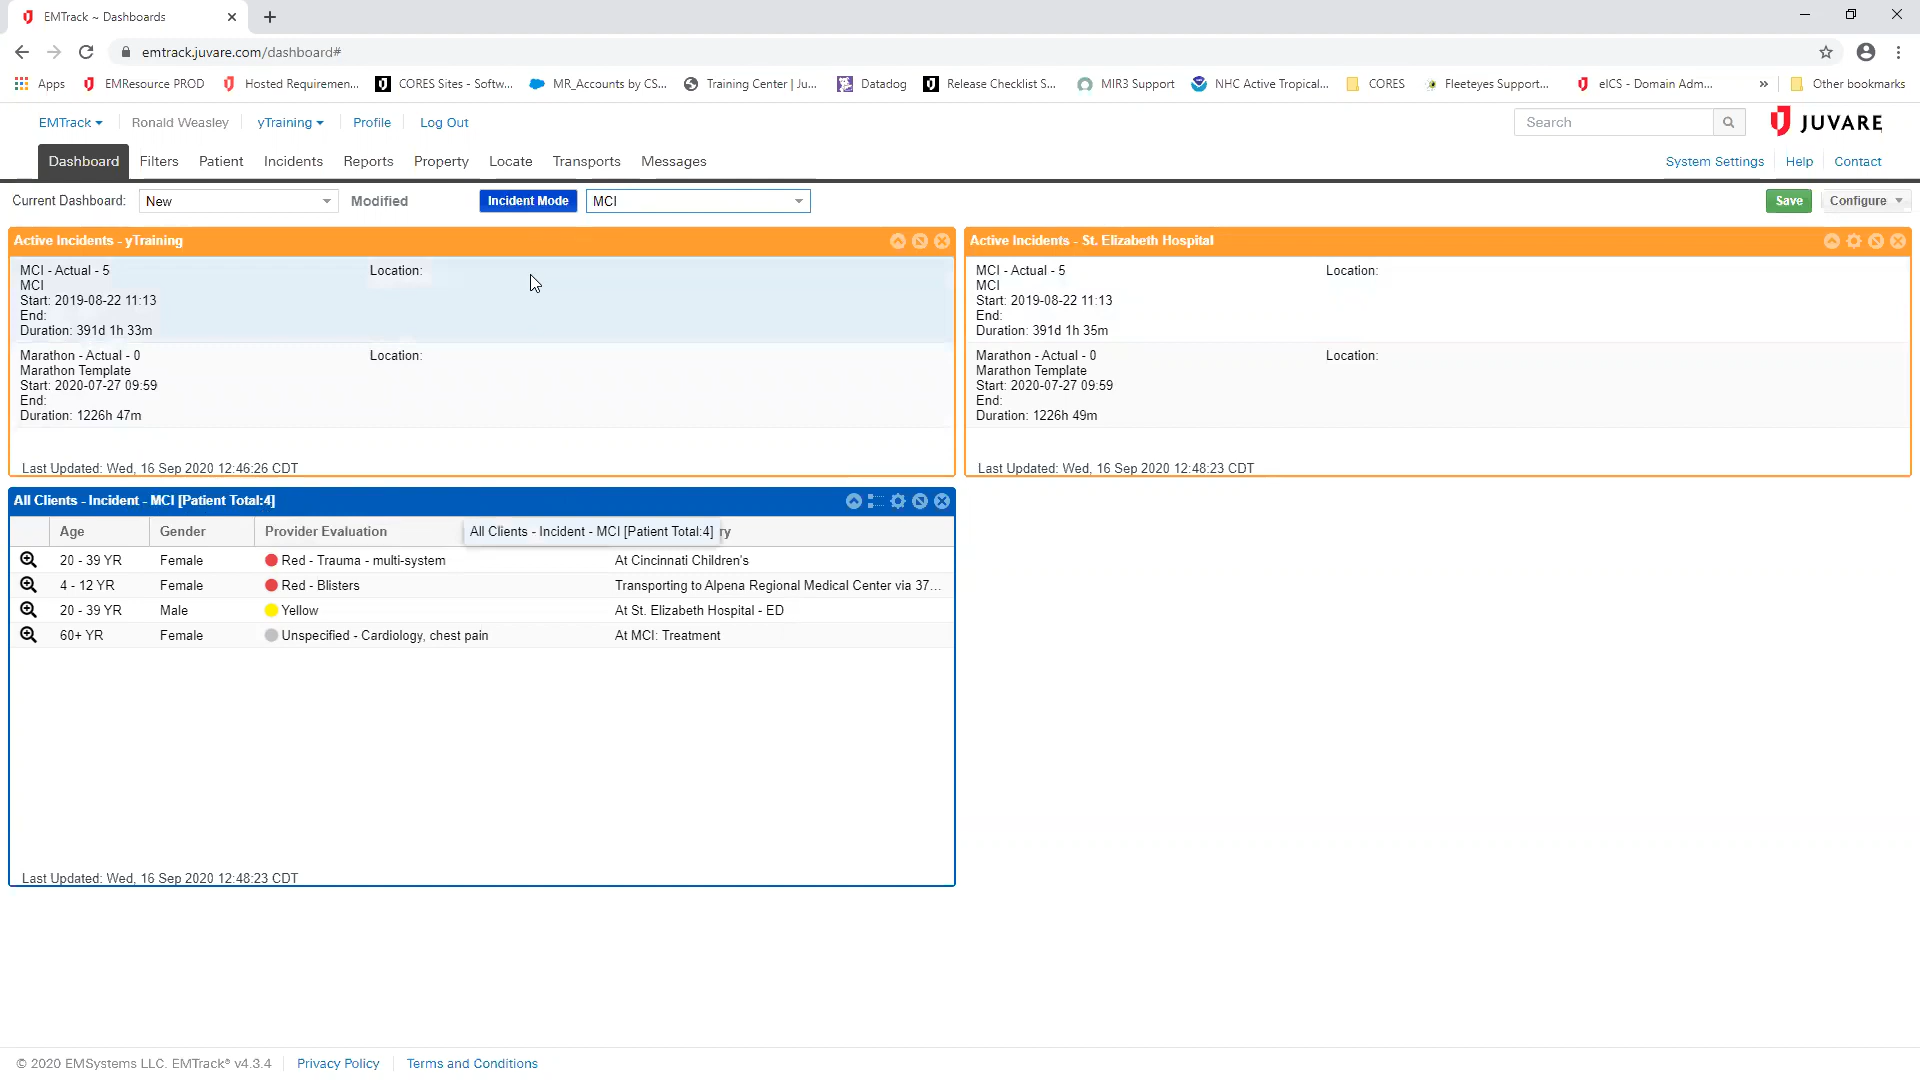 EMTrack ~ Dashboards
emtrack.juvare.com/dashboard#
Apps EMResource PROD Hosted Requiremen... CORES Sites - Softw... MR_Accounts by CS... Training Center | Ju... Datadog Release Checklist S... MIR3 Support NHC Active Tropical... CORES Fleeteyes Support... eICS - Domain Adm... » Other bookmarks
EMTrack Ronald Weasley yTraining Profile Log Out Search JUVARE
Dashboard Filters Patient Incidents Reports Property Locate Transports Messages System Settings Help Contact
Current Dashboard: New Modified Incident Mode MCI Save Configure
Active Incidents - yTraining
MCI - Actual - 5 Location:
MCI
Start: 2019-08-22 11:13
End:
Duration: 391d 1h 33m
Marathon - Actual - 0 Location:
Marathon Template
Start: 2020-07-27 09:59
End:
Duration: 1226h 47m
Last Updated: Wed, 16 Sep 2020 12:46:26 CDT
Active Incidents - St. Elizabeth Hospital
MCI - Actual - 5 Location:
MCI
Start: 2019-08-22 11:13
End:
Duration: 391d 1h 35m
Marathon - Actual - 0 Location:
Marathon Template
Start: 2020-07-27 09:59
End:
Duration: 1226h 49m
Last Updated: Wed, 16 Sep 2020 12:48:23 CDT
All Clients - Incident - MCI [Patient Total:4]
Age Gender Provider Evaluation All Clients - Incident - MCI [Patient Total:4] ry
20 - 39 YR Female Red - Trauma - multi-system At Cincinnati Children's
4 - 12 YR Female Red - Blisters Transporting to Alpena Regional Medical Center via 37...
20 - 39 YR Male Yellow At St. Elizabeth Hospital - ED
60+ YR Female Unspecified - Cardiology, chest pain At MCI: Treatment
Last Updated: Wed, 16 Sep 2020 12:48:23 CDT
© 2020 EMSystems LLC. EMTrack® v4.3.4 Privacy Policy Terms and Conditions